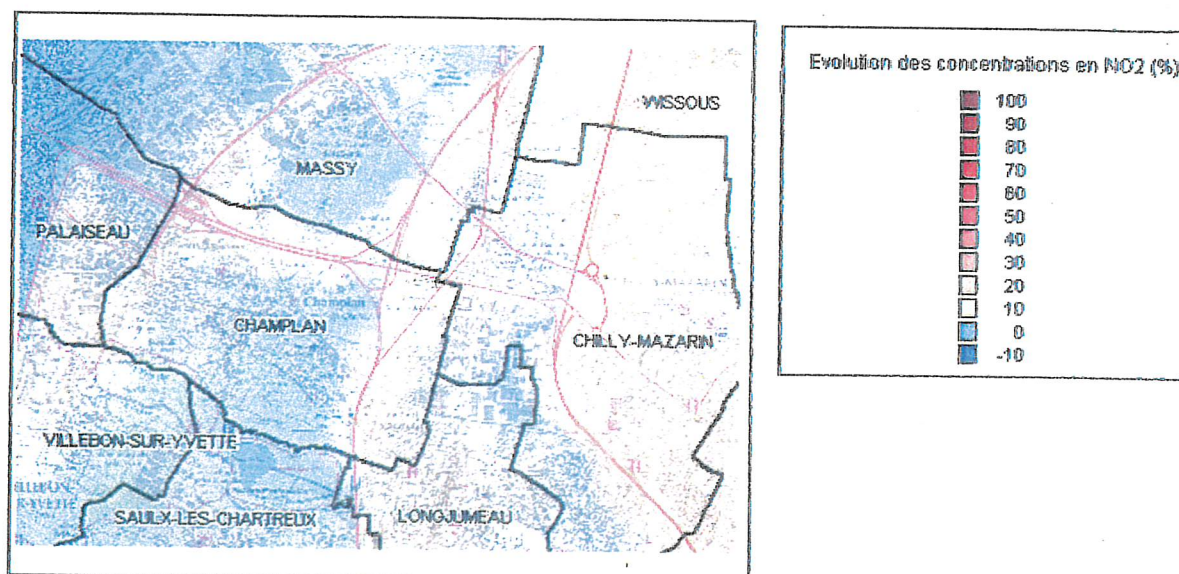 WISSOUS
MASSY
PALAISEAU
Champlan
CHAMPLAN
CHILLY-MAZARIN
VILLEBON-SUR-YVETTE
SAULX-LES-CHARTREUX
LONGJUMEAU
Evolution des concentrations en NO2 (%)
100
90
80
70
60
50
40
30
20
10
0
-10